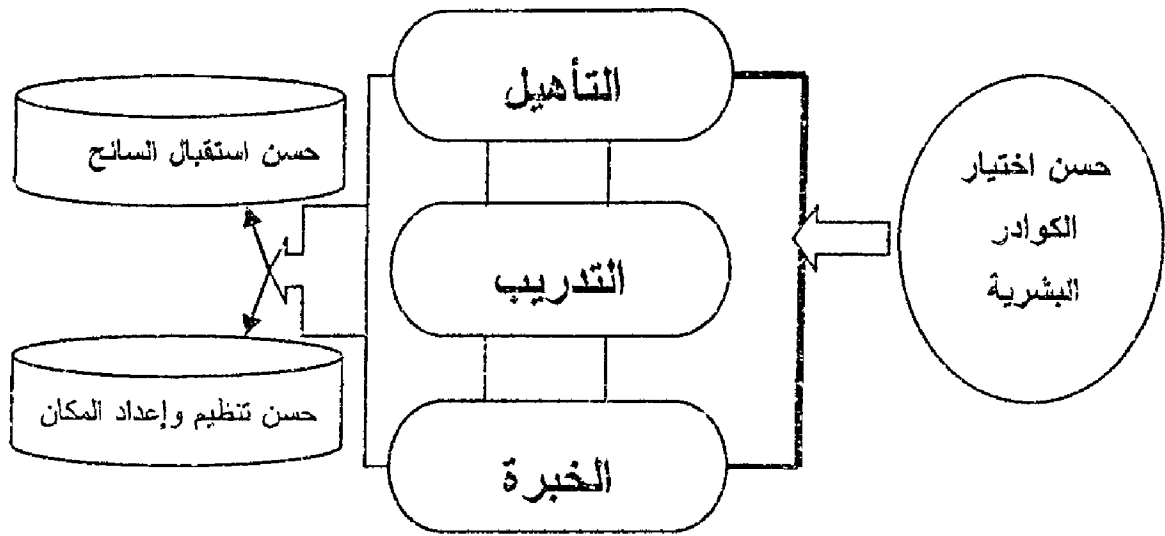 حسن اختيار
الكوادر
البشرية
التأهيل
التدريب
الخبرة
حسن استقبال السائح
حسن تنظيم وإعداد المكان